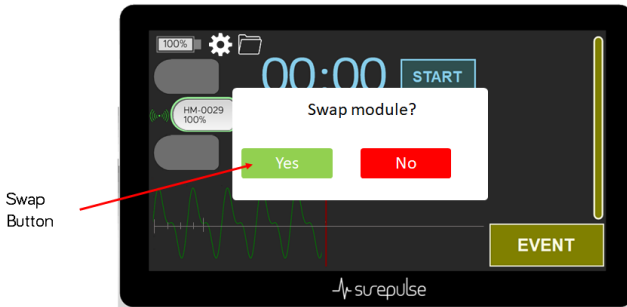 100%
00:00 START
HM-0029
100%
Swap module?
Yes No
Swap
Button
EVENT
surepulse